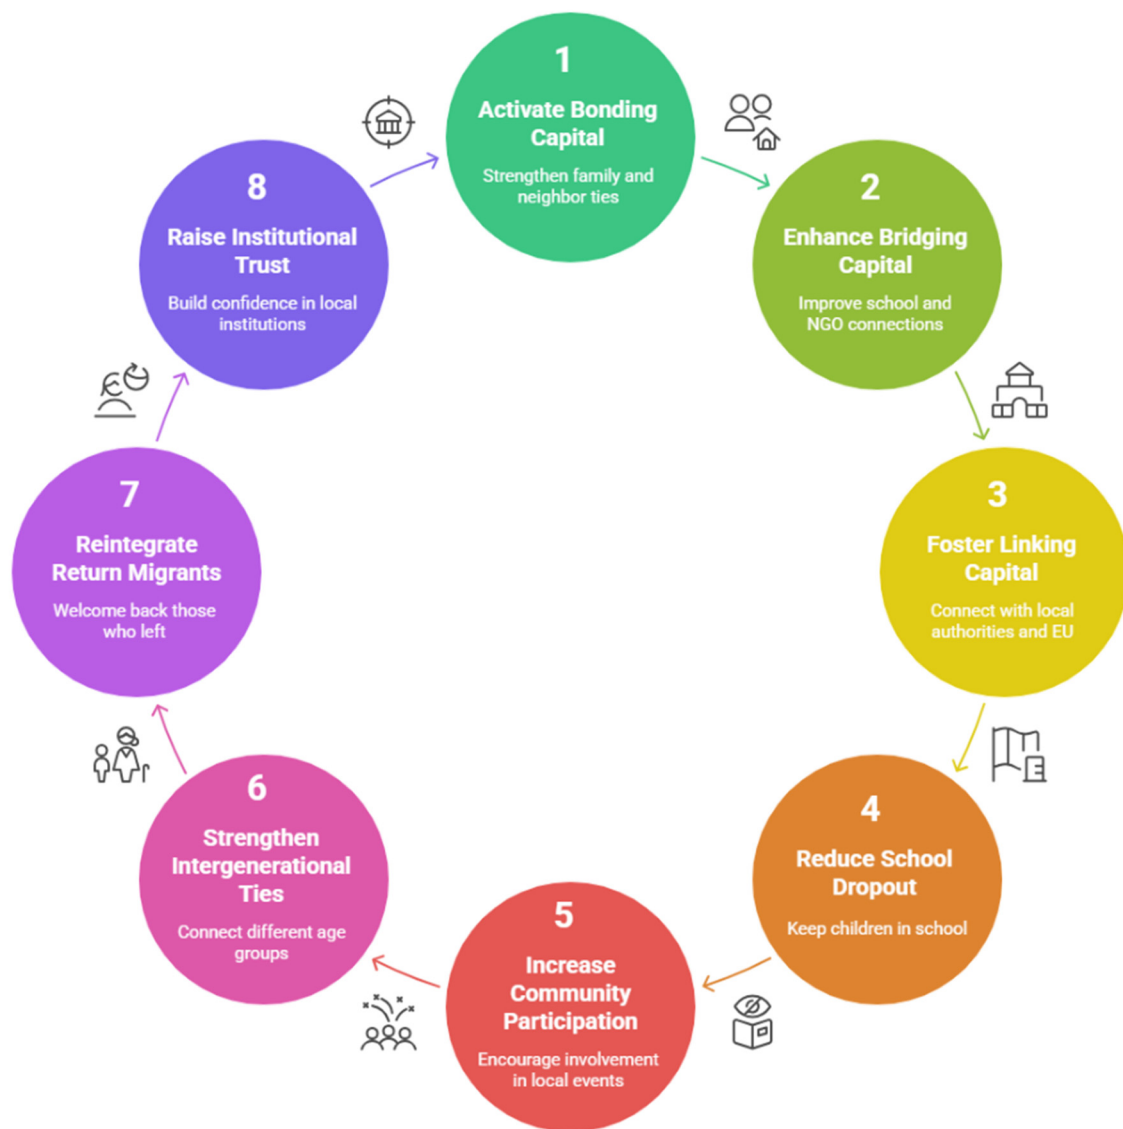 1
Activate Bonding
Capital
Strengthen family and
neighbor ties
2
Enhance Bridging
Capital
Improve school and
NGO connections
3
Foster Linking
Capital
Connect with local
authorities and EU
4
Reduce School
Dropout
Keep children in school
5
Increase
Community
Participation
Encourage involvement
in local events
6
Strengthen
Intergenerational
Ties
Connect different age
groups
7
Reintegrate
Return Migrants
Welcome back those
who left
8
Raise Institutional
Trust
Build confidence in local
institutions